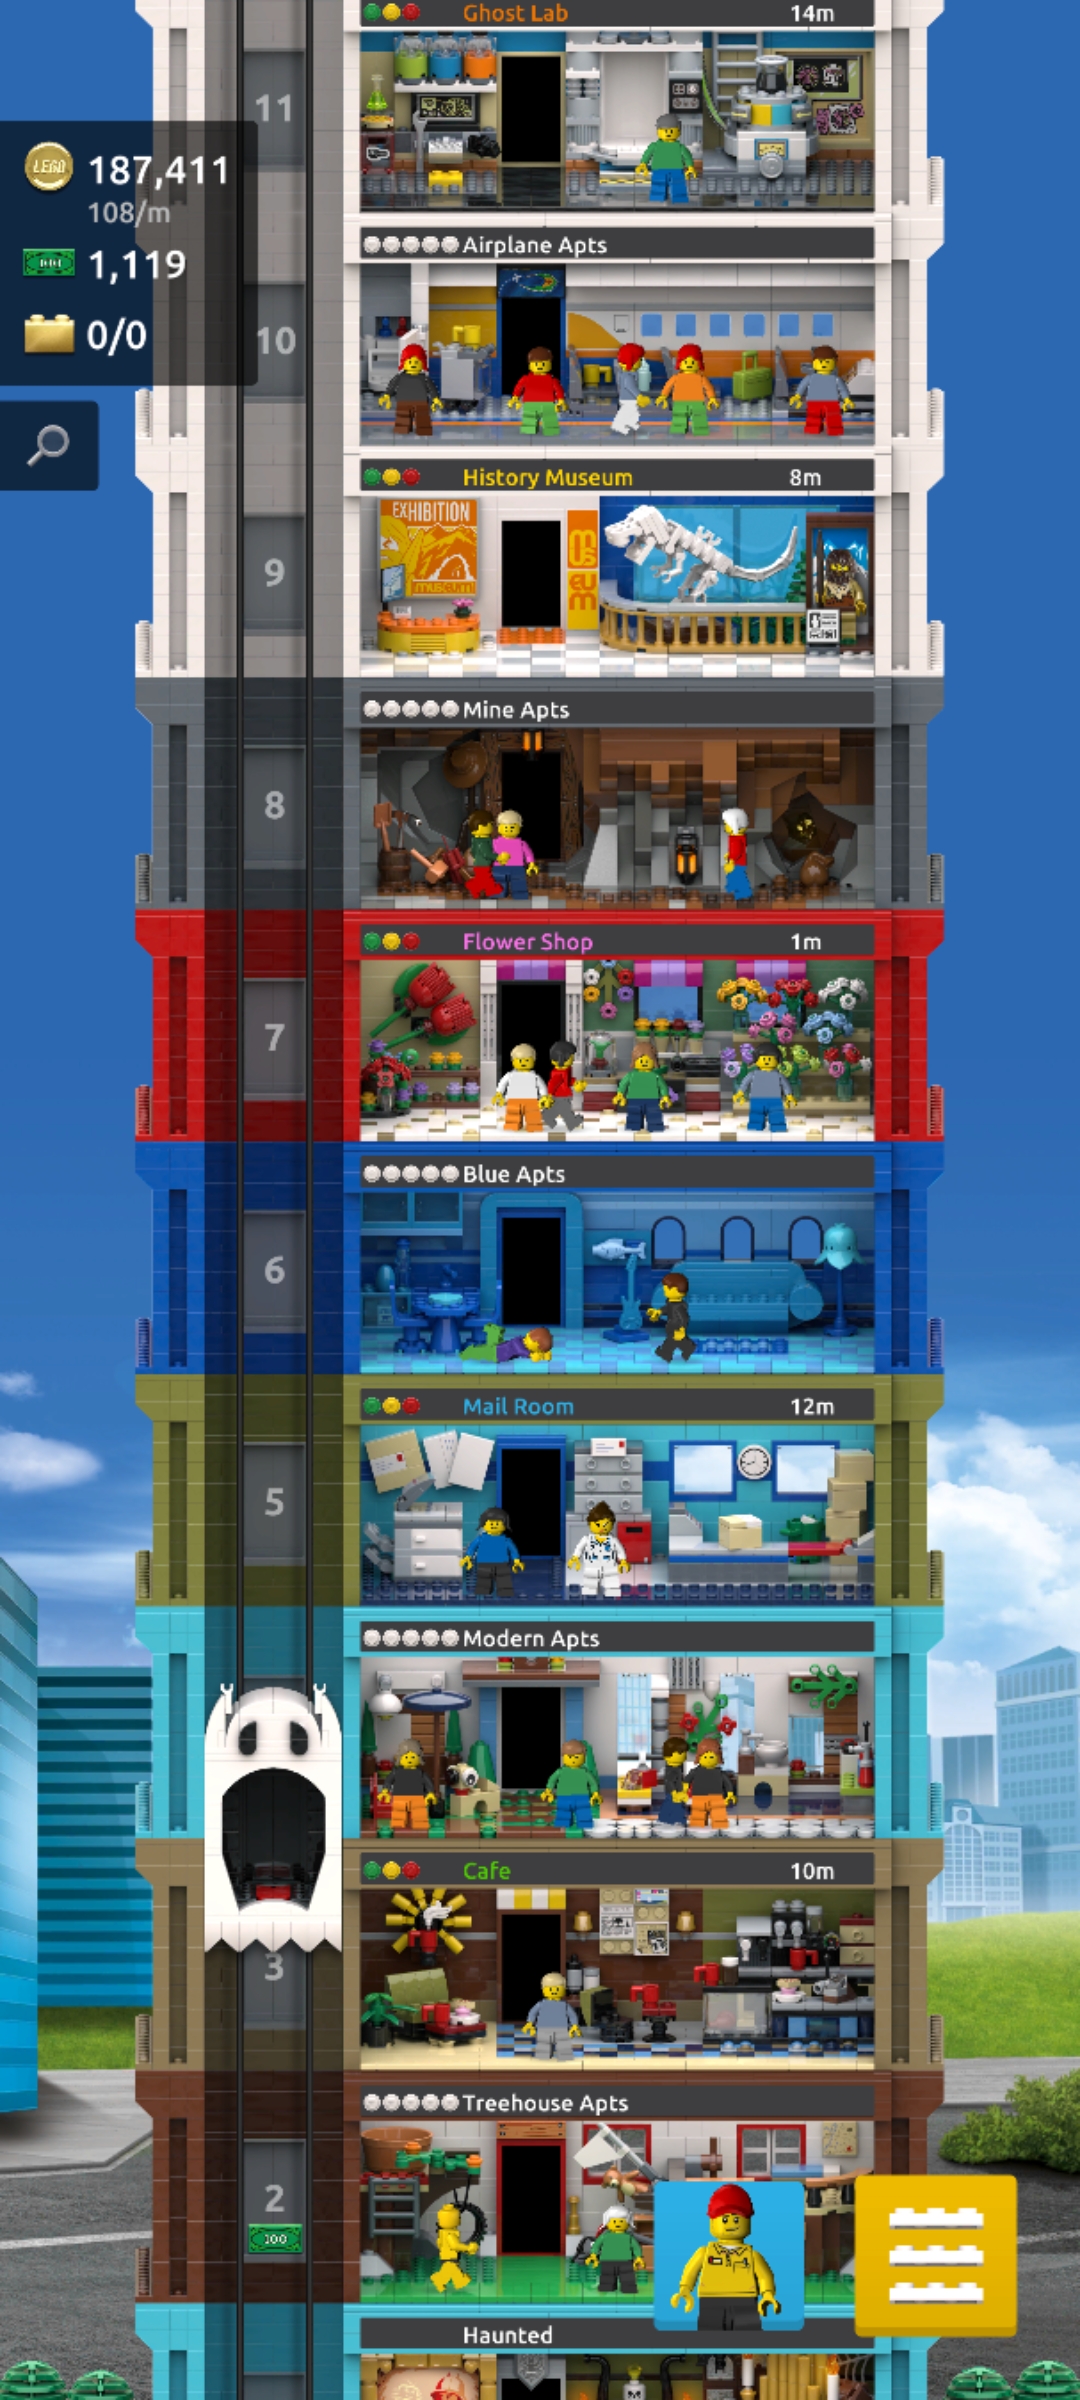 Ghost Lab 14m
11
LEGO 187,411
108/m
1,119
0/0
Airplane Apts
10
History Museum 8m
EXHIBITION
museum
m s
EU
m
9
Mine Apts
8
Flower Shop 1m
7
Blue Apts
6
Mail Room 12m
5
Modern Apts
Cafe 10m
3
Treehouse Apts
2
100
Haunted